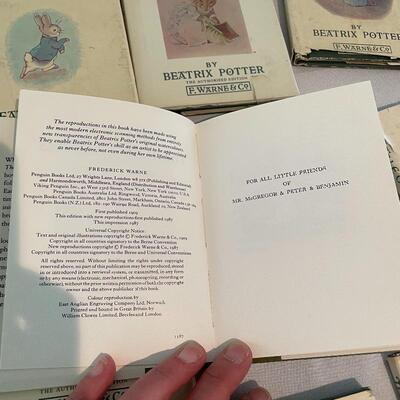 BY
BEATRIX POTTER
THE AUTHORISED EDITION
F. WARNE & Co
BY
BEATRIX POTTER
F. WARNE & Co
The reproductions in this book have been made using
the most modern electronic scanning methods from entirely
new transparencies of Beatrix Potter's original watercolours.
They enable Beatrix Potter's skill as an artist to be appreciated
as never before, not even during her own lifetime.
FREDERICK WARNE
Penguin Books Ltd, 27 Wrights Lane, London W8 5TZ (Publishing and Editorial)
and Harmondsworth, Middlesex, England (Distribution and Warehouse)
Viking Penguin Inc., 40 West 23rd Street, New York, New York 10010, U.S.A.
Penguin Books Australia Ltd, Ringwood, Victoria, Australia
Penguin Books Canada Limited, 2801 John Street, Markham, Ontario, Canada L3R 1B4
Penguin Books (N.Z.) Ltd, 182-190 Wairau Road, Auckland 10, New Zealand
First published 1909
This edition with new reproductions first published 1987
This impression 1987
Universal Copyright Notice:
Text and original illustrations copyright © Frederick Warne & Co., 1909
Copyright in all countries signatory to the Berne Convention
New reproductions copyright © Frederick Warne & Co., 1987
Copyright in all countries signatory to the Berne and Universal Conventions
All rights reserved. Without limiting the rights under copyright
reserved above, no part of this publication may be reproduced, stored
in or introduced into a retrieval system, or transmitted, in any form
or by any means (electronic, mechanical, photocopying, recording or
otherwise), without the prior written permission of both the copyright
owner and the above publisher of this book.
Colour reproduction by
East Anglian Engraving Company Ltd, Norwich
Printed and bound in Great Britain by
William Clowes Limited, Beccles and London
1187
FOR ALL LITTLE FRIENDS
OF
MR. McGREGOR & PETER & BENJAMIN
THE AUTHOR